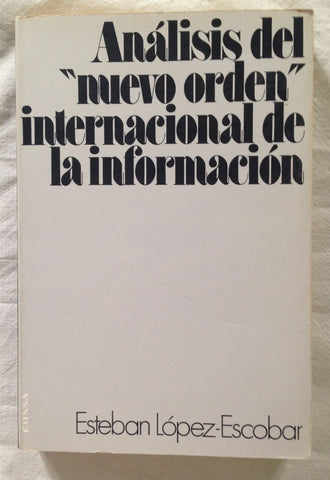 Análisis del
"nuevo orden"
internacional de
la información
Esteban López-Escobar
EUNSA